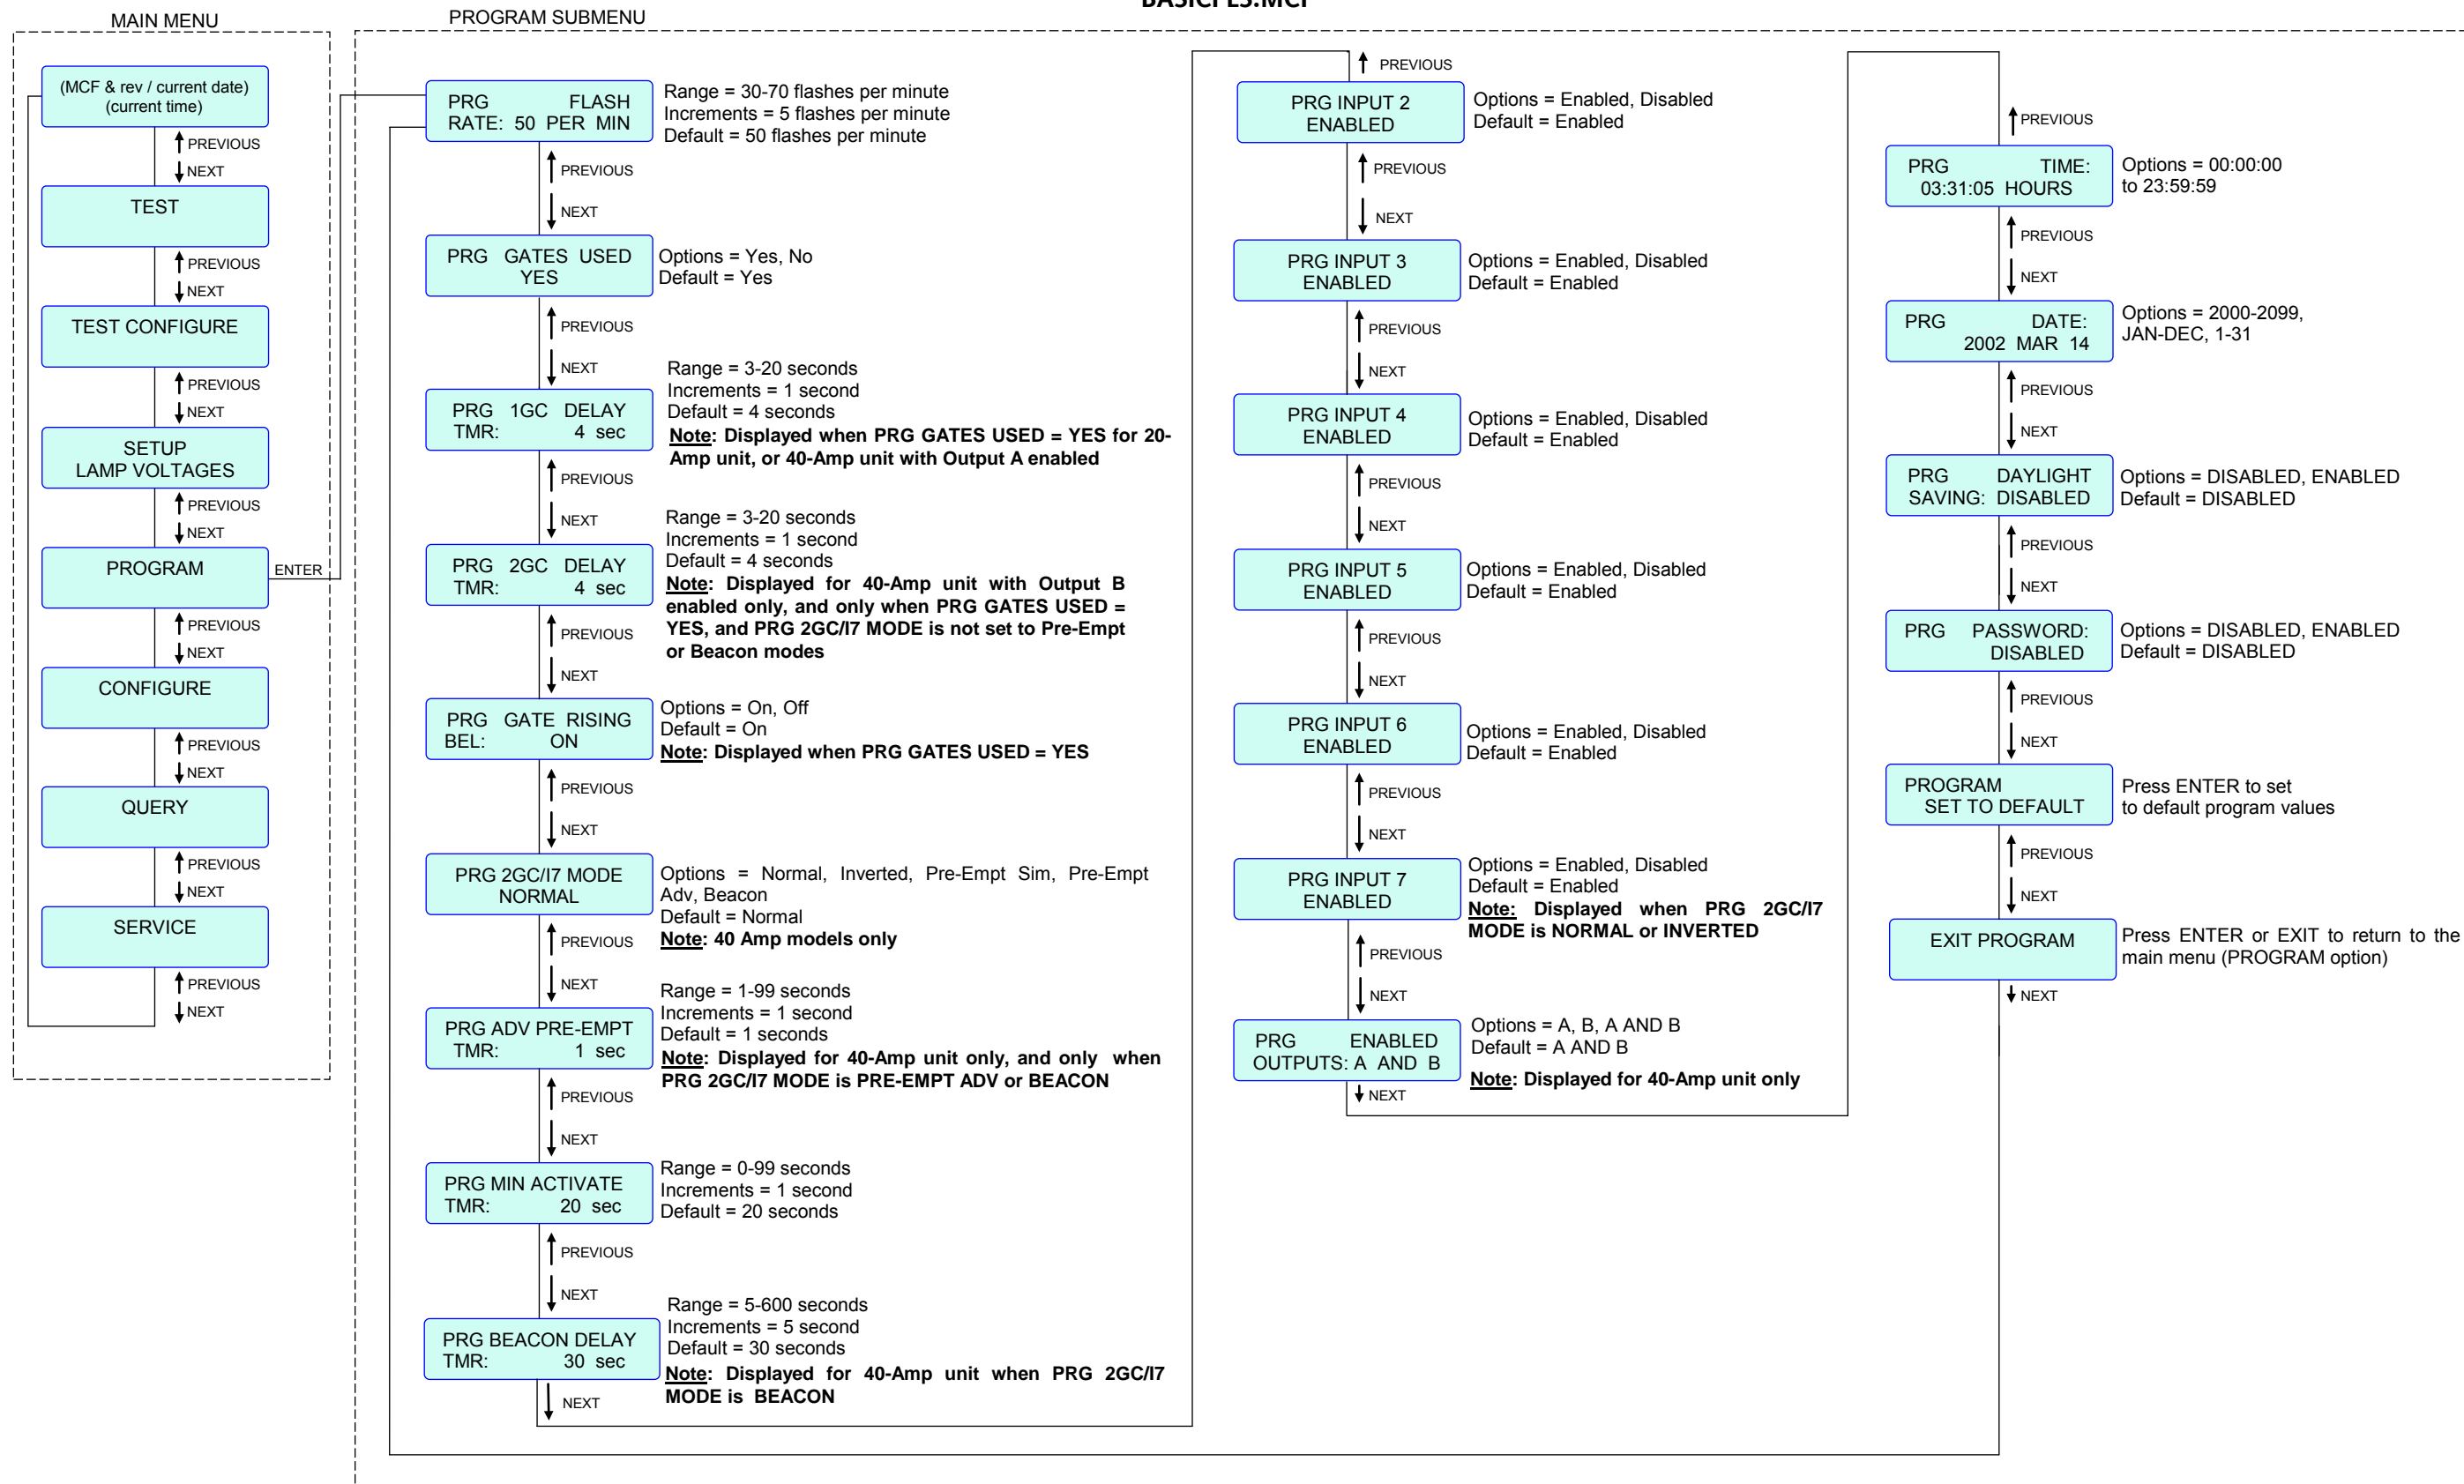 MAIN MENU
(MCF & rev / current date)
(current time)
PREVIOUS
NEXT
TEST
PREVIOUS
NEXT
TEST CONFIGURE
PREVIOUS
NEXT
SETUP
LAMP VOLTAGES
PREVIOUS
NEXT
PROGRAM
ENTER
PREVIOUS
NEXT
CONFIGURE
PREVIOUS
NEXT
QUERY
PREVIOUS
NEXT
SERVICE
PREVIOUS
NEXT
PROGRAM SUBMENU
PRG FLASH
RATE: 50 PER MIN
Range = 30-70 flashes per minute
Increments = 5 flashes per minute
Default = 50 flashes per minute
PREVIOUS
NEXT
PRG GATES USED
YES
Options = Yes, No
Default = Yes
PREVIOUS
NEXT
PRG 1GC DELAY
TMR: 4 sec
Range = 3-20 seconds
Increments = 1 second
Default = 4 seconds
Note: Displayed when PRG GATES USED = YES for 20-
Amp unit, or 40-Amp unit with Output A enabled
PREVIOUS
NEXT
PRG 2GC DELAY
TMR: 4 sec
Range = 3-20 seconds
Increments = 1 second
Default = 4 seconds
Note: Displayed for 40-Amp unit with Output B
enabled only, and only when PRG GATES USED =
YES, and PRG 2GC/I7 MODE is not set to Pre-Empt
or Beacon modes
PREVIOUS
NEXT
PRG GATE RISING
BEL: ON
Options = On, Off
Default = On
Note: Displayed when PRG GATES USED = YES
PREVIOUS
NEXT
PRG 2GC/I7 MODE
NORMAL
Options = Normal, Inverted, Pre-Empt Sim, Pre-Empt
Adv, Beacon
Default = Normal
Note: 40 Amp models only
PREVIOUS
NEXT
PRG ADV PRE-EMPT
TMR: 1 sec
Range = 1-99 seconds
Increments = 1 second
Default = 1 seconds
Note: Displayed for 40-Amp unit only, and only when
PRG 2GC/I7 MODE is PRE-EMPT ADV or BEACON
PREVIOUS
NEXT
PRG MIN ACTIVATE
TMR: 20 sec
Range = 0-99 seconds
Increments = 1 second
Default = 20 seconds
PREVIOUS
NEXT
PRG BEACON DELAY
TMR: 30 sec
Range = 5-600 seconds
Increments = 5 second
Default = 30 seconds
Note: Displayed for 40-Amp unit when PRG 2GC/I7
MODE is BEACON
NEXT
PREVIOUS
PRG INPUT 2
ENABLED
Options = Enabled, Disabled
Default = Enabled
PREVIOUS
NEXT
PRG INPUT 3
ENABLED
Options = Enabled, Disabled
Default = Enabled
PREVIOUS
NEXT
PRG INPUT 4
ENABLED
Options = Enabled, Disabled
Default = Enabled
PREVIOUS
NEXT
PRG INPUT 5
ENABLED
Options = Enabled, Disabled
Default = Enabled
PREVIOUS
NEXT
PRG INPUT 6
ENABLED
Options = Enabled, Disabled
Default = Enabled
PREVIOUS
NEXT
PRG INPUT 7
ENABLED
Options = Enabled, Disabled
Default = Enabled
Note: Displayed when PRG 2GC/I7
MODE is NORMAL or INVERTED
PREVIOUS
NEXT
PRG ENABLED
OUTPUTS: A AND B
Options = A, B, A AND B
Default = A AND B
Note: Displayed for 40-Amp unit only
NEXT
PREVIOUS
PRG TIME:
03:31:05 HOURS
Options = 00:00:00
to 23:59:59
PREVIOUS
NEXT
PRG DATE:
2002 MAR 14
Options = 2000-2099,
JAN-DEC, 1-31
PREVIOUS
NEXT
PRG DAYLIGHT
SAVING: DISABLED
Options = DISABLED, ENABLED
Default = DISABLED
PREVIOUS
NEXT
PRG PASSWORD:
DISABLED
Options = DISABLED, ENABLED
Default = DISABLED
PREVIOUS
NEXT
PROGRAM
SET TO DEFAULT
Press ENTER to set
to default program values
PREVIOUS
NEXT
EXIT PROGRAM
Press ENTER or EXIT to return to the
main menu (PROGRAM option)
NEXT